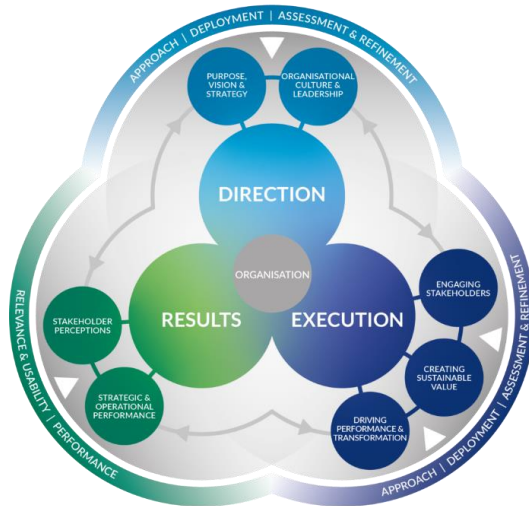 APPROACH | DEPLOYMENT | ASSESSMENT & REFINEMENT
PURPOSE,
VISION &
STRATEGY
ORGANISATIONAL
CULTURE &
LEADERSHIP
DIRECTION
ORGANISATION
RESULTS
EXECUTION
STAKEHOLDER
PERCEPTIONS
STRATEGIC &
OPERATIONAL
PERFORMANCE
ENGAGING
STAKEHOLDERS
CREATING
SUSTAINABLE
VALUE
DRIVING
PERFORMANCE &
TRANSFORMATION
RELEVANCE & USABILITY | PERFORMANCE
APPROACH | DEPLOYMENT | ASSESSMENT & REFINEMENT